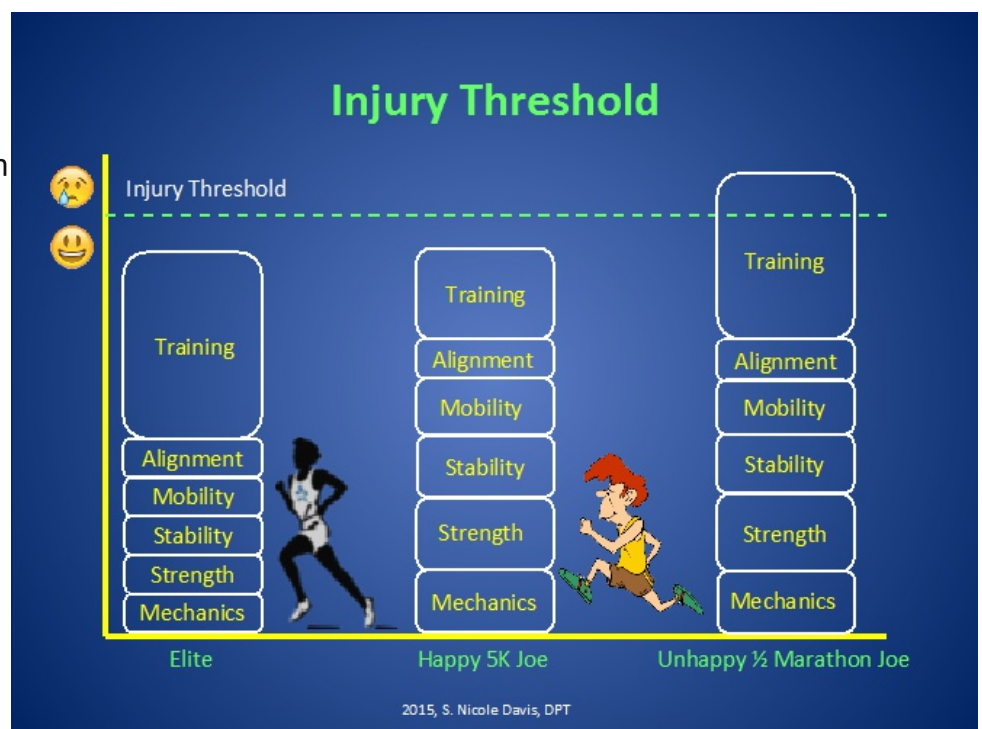 Injury Threshold
Injury Threshold
Training
Alignment
Mobility
Stability
Strength
Mechanics
Elite
Training
Alignment
Mobility
Stability
Strength
Mechanics
Happy 5K Joe
Training
Alignment
Mobility
Stability
Strength
Mechanics
Unhappy ½ Marathon Joe
2015, S. Nicole Davis, DPT